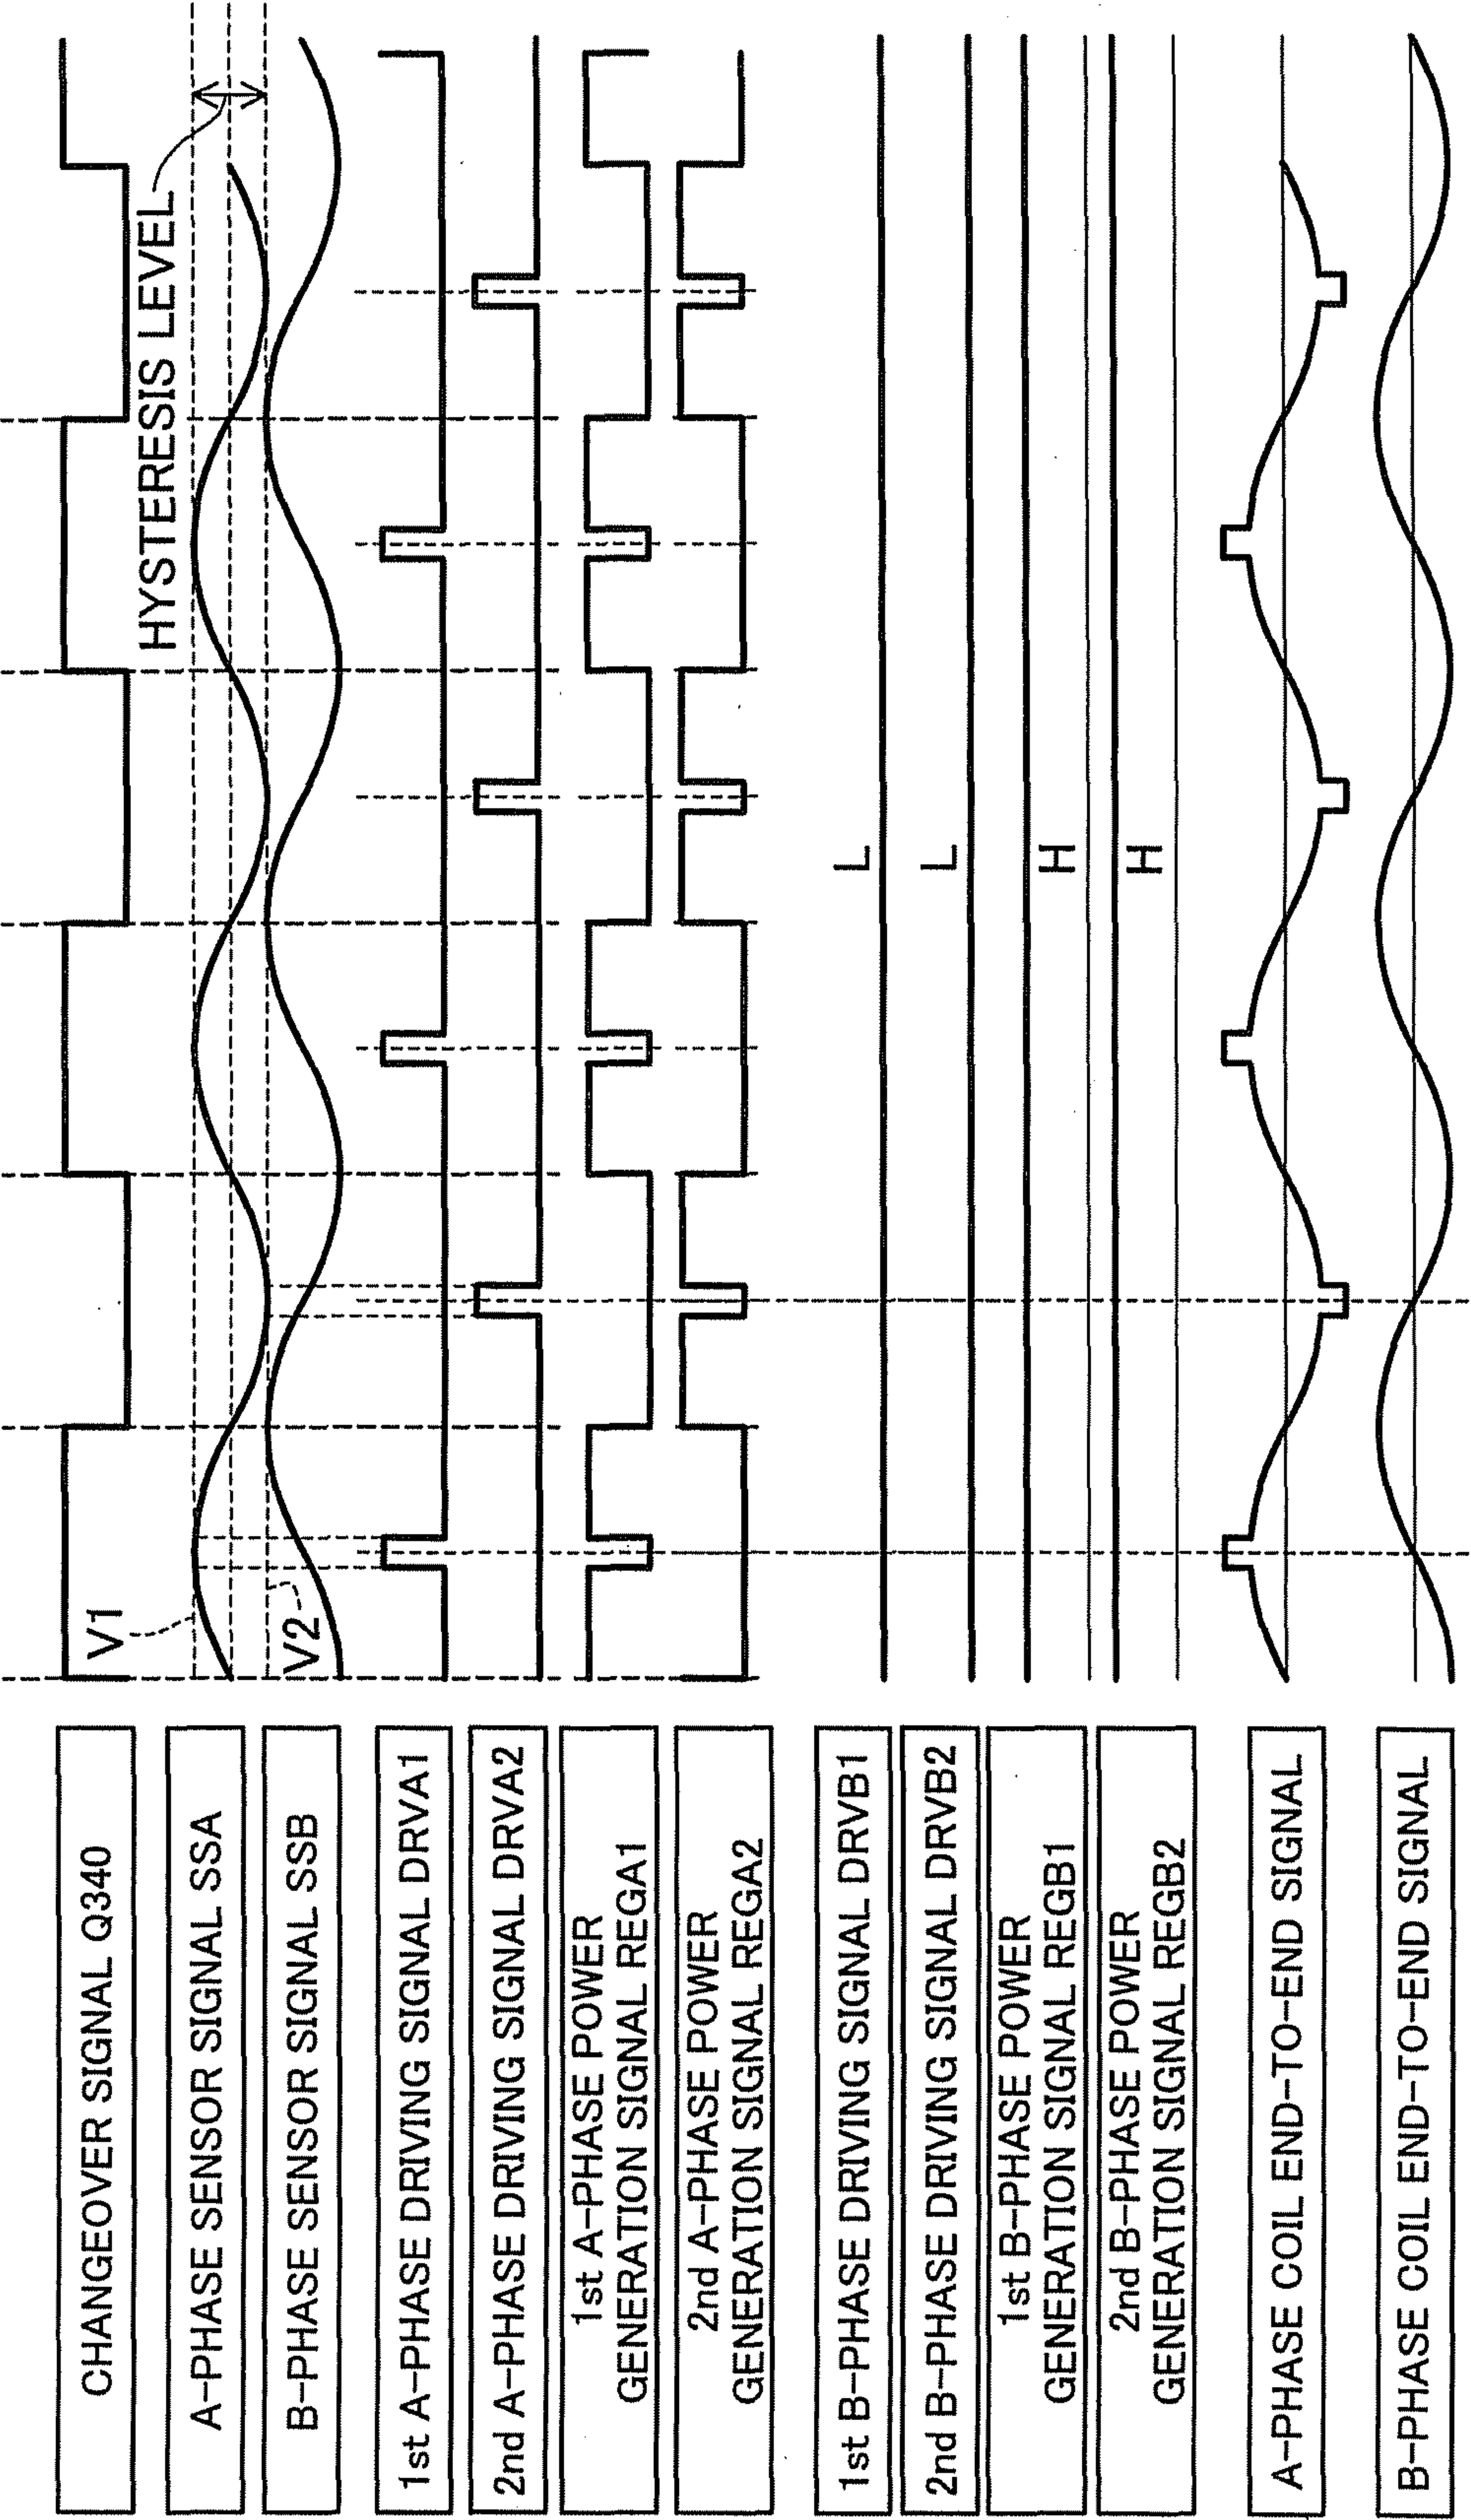 CHANGEOVER SIGNAL Q340
HYSTERESIS LEVEL
V1
A-PHASE SENSOR SIGNAL SSA
B-PHASE SENSOR SIGNAL SSB
V2
1st A-PHASE DRIVING SIGNAL DRVA1
2nd A-PHASE DRIVING SIGNAL DRVA2
1st A-PHASE POWER
GENERATION SIGNAL REGA1
2nd A-PHASE POWER
GENERATION SIGNAL REGA2
1st B-PHASE DRIVING SIGNAL DRVB1
L
2nd B-PHASE DRIVING SIGNAL DRVB2
L
1st B-PHASE POWER
GENERATION SIGNAL REGB1
H
2nd B-PHASE POWER
GENERATION SIGNAL REGB2
H
A-PHASE COIL END-TO-END SIGNAL
B-PHASE COIL END-TO-END SIGNAL